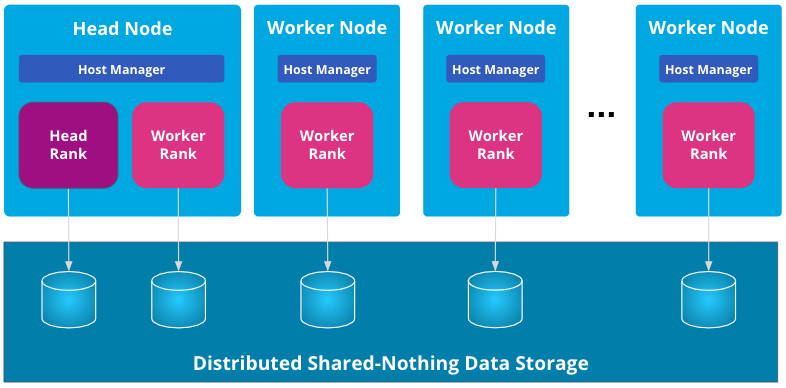 Head Node
Host Manager
Head
Rank
Worker
Rank
Worker Node
Host Manager
Worker
Rank
Worker Node
Host Manager
Worker
Rank
...
Worker Node
Host Manager
Worker
Rank
Distributed Shared-Nothing Data Storage